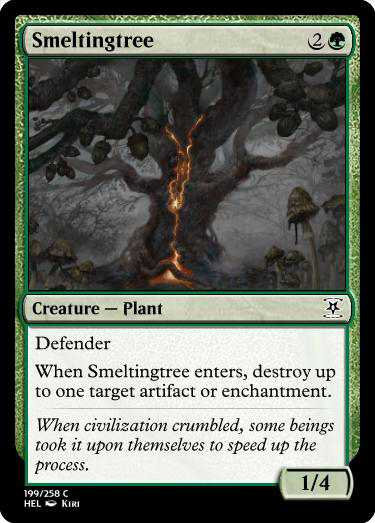 Smeltingtree 2
Creature — Plant
Defender
When Smeltingtree enters, destroy up
to one target artifact or enchantment.
When civilization crumbled, some beings
took it upon themselves to speed up the
process.
1/4
199/258 C
HEL Kiri